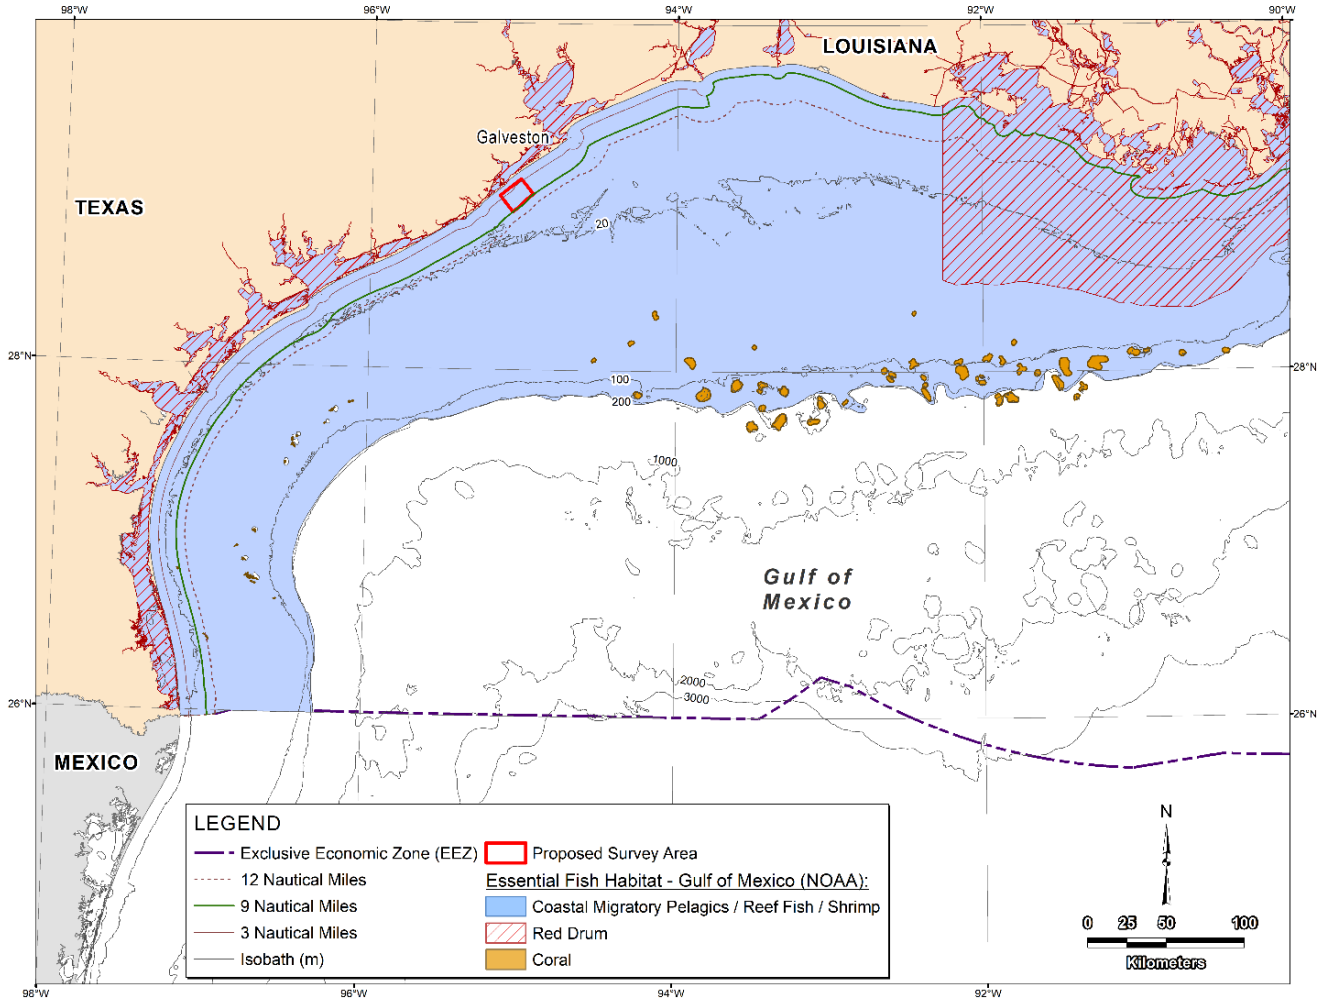 98°W 96°W 94°W 92°W 90°W
LOUISIANA
Galveston
TEXAS
20
28°N 28°N
100
200
1000
Gulf of
Mexico
2000
3000
26°N 26°N
MEXICO
N
LEGEND
Exclusive Economic Zone (EEZ)
12 Nautical Miles
9 Nautical Miles
3 Nautical Miles
Isobath (m)
Proposed Survey Area
Essential Fish Habitat - Gulf of Mexico (NOAA):
Coastal Migratory Pelagics / Reef Fish / Shrimp
Red Drum
Coral
0 25 50 100
Kilometers
98°W 96°W 94°W 92°W